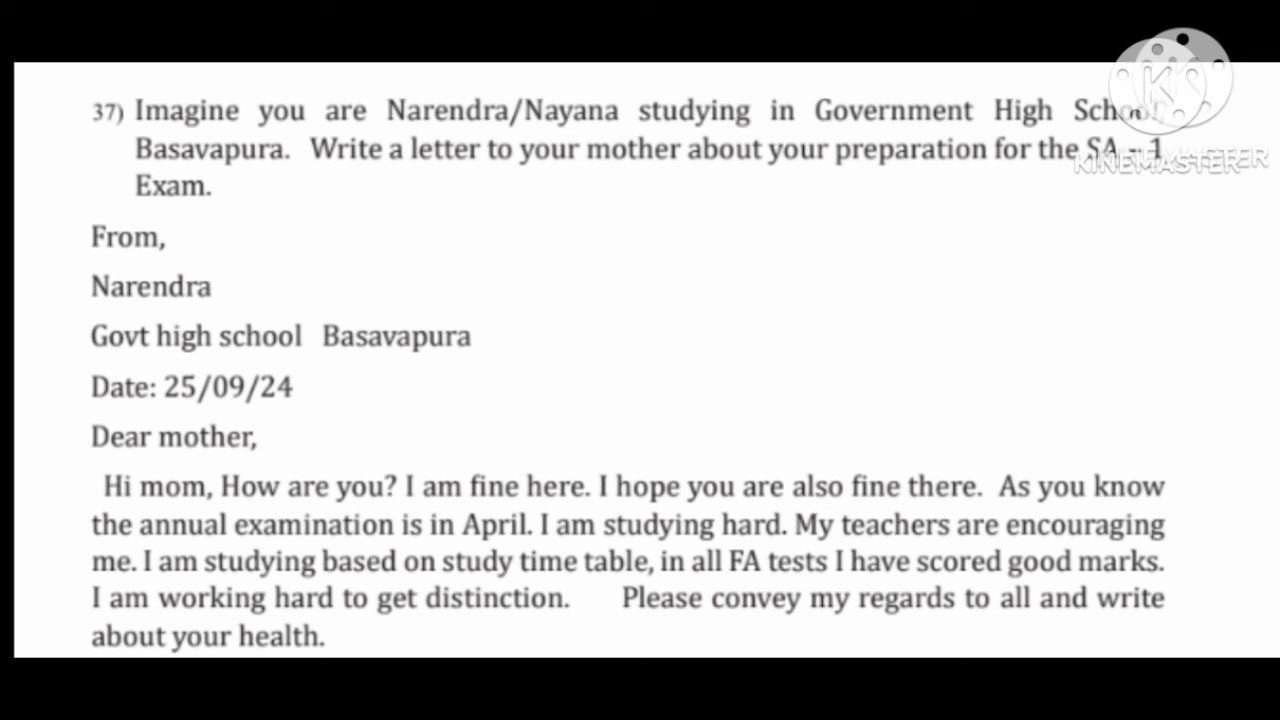 37) Imagine you are Narendra/Nayana studying in Government High School,
Basavapura. Write a letter to your mother about your preparation for the SA – 1
Exam.
From,
Narendra
Govt high school Basavapura
Date: 25/09/24
Dear mother,
Hi mom, How are you? I am fine here. I hope you are also fine there. As you know
the annual examination is in April. I am studying hard. My teachers are encouraging
me. I am studying based on study time table, in all FA tests I have scored good marks.
I am working hard to get distinction. Please convey my regards to all and write
about your health.
KINEMASTER
KINEMASTER